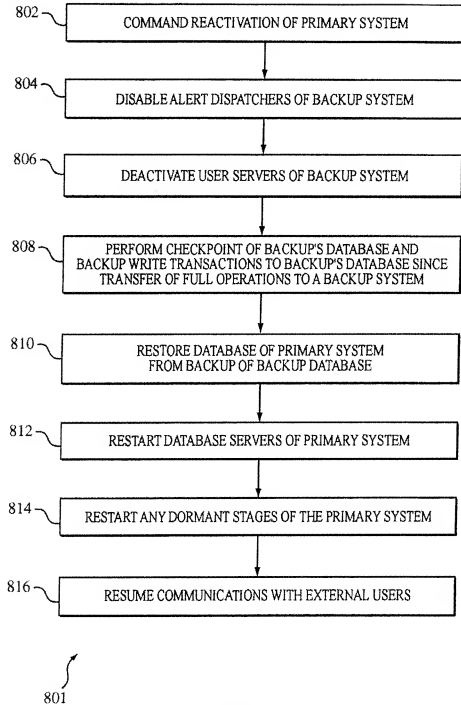 802
COMMAND REACTIVATION OF PRIMARY SYSTEM
804
DISABLE ALERT DISPATCHERS OF BACKUP SYSTEM
806
DEACTIVATE USER SERVERS OF BACKUP SYSTEM
808
PERFORM CHECKPOINT OF BACKUP'S DATABASE AND
BACKUP WRITE TRANSACTIONS TO BACKUP'S DATABASE SINCE
TRANSFER OF FULL OPERATIONS TO A BACKUP SYSTEM
810
RESTORE DATABASE OF PRIMARY SYSTEM
FROM BACKUP OF BACKUP DATABASE
812
RESTART DATABASE SERVERS OF PRIMARY SYSTEM
814
RESTART ANY DORMANT STAGES OF THE PRIMARY SYSTEM
816
RESUME COMMUNICATIONS WITH EXTERNAL USERS
801